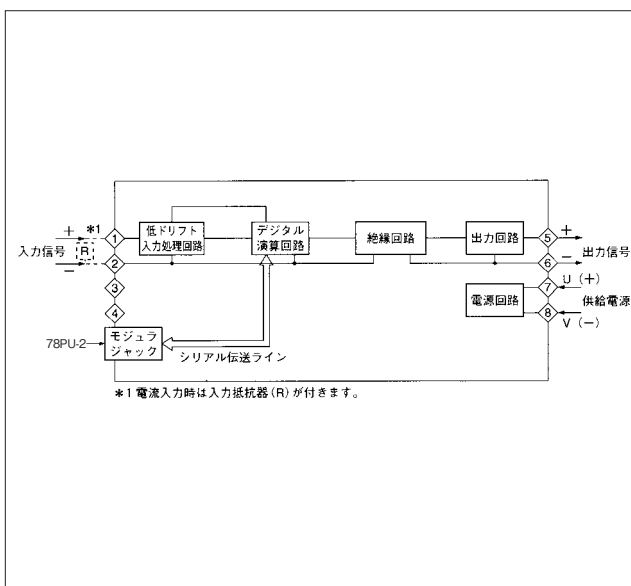 + *1
入力信号
R
−
1
2
3
4
低ドリフト
入力処理回路
デジタル
演算回路
絶縁回路
出力回路
5
+
6
−
出力信号
7
U (+)
供給電源
電源回路
8
V (−)
78PU-2
モジュラ
ジャック
シリアル伝送ライン
*1 電流入力時は入力抵抗器(R)が付きます。